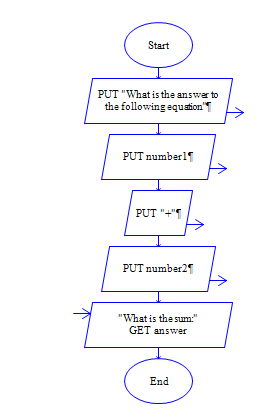 Start
PUT "What is the answer to
the following equation"¶
PUT number1¶
PUT "+"¶
PUT number2¶
"What is the sum:"
GET answer
End